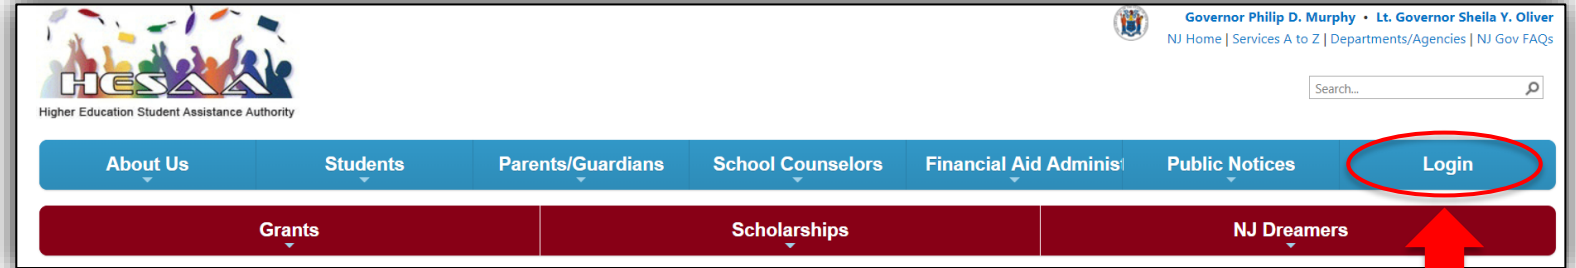 HESAA
Higher Education Student Assistance Authority
Governor Philip D. Murphy • Lt. Governor Sheila Y. Oliver
NJ Home | Services A to Z | Departments/Agencies | NJ Gov FAQs
Search...
About Us Students Parents/Guardians School Counselors Financial Aid Administ Public Notices Login
Grants Scholarships NJ Dreamers